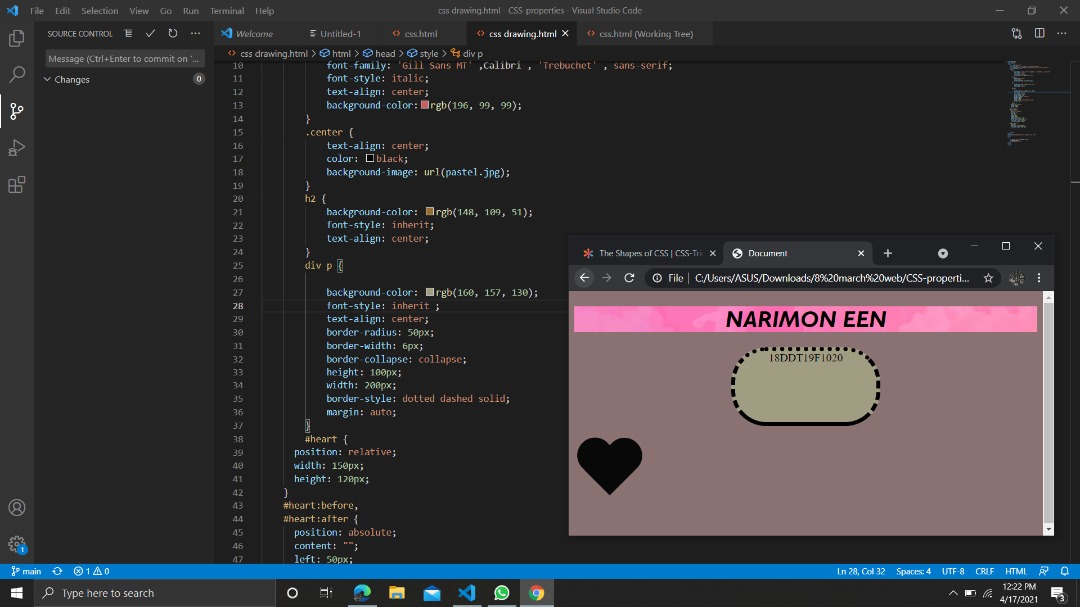 File Edit Selection View Go Run Terminal Help
css drawing.html - CSS-properties - Visual Studio Code
SOURCE CONTROL
Welcome
Untitled-1
css.html
css drawing.html
css.html (Working Tree)
css drawing.html > html > head > style > div p
Message (Ctrl+Enter to commit on '...
Changes 0
10 font-family: 'Gill Sans MT' ,Calibri , 'Trebuchet' , sans-serif;
11 font-style: italic;
12 text-align: center;
13 background-color: rgb(196, 99, 99);
14 }
15 .center {
16 text-align: center;
17 color: black;
18 background-image: url(pastel.jpg);
19 }
20 h2 {
21 background-color: rgb(148, 109, 51);
22 font-style: inherit;
23 text-align: center;
24 }
25 div p {
26
27 background-color: rgb(160, 157, 130);
28 font-style: inherit ;
29 text-align: center;
30 border-radius: 50px;
31 border-width: 6px;
32 border-collapse: collapse;
33 height: 100px;
34 width: 200px;
35 border-style: dotted dashed solid;
36 margin: auto;
37 }
38 #heart {
39 position: relative;
40 width: 150px;
41 height: 120px;
42 }
43 #heart:before,
44 #heart:after {
45 position: absolute;
46 content: "";
47 left: 50px;
The Shapes of CSS | CSS-Tri
Document
File | C:/Users/ASUS/Downloads/8%20march%20web/CSS-properti...
NARIMON EEN
18DDT19F1020
main
1 0
Ln 28, Col 32
Spaces: 4
UTF-8
CRLF
HTML
Type here to search
12:22 PM
4/17/2021
3